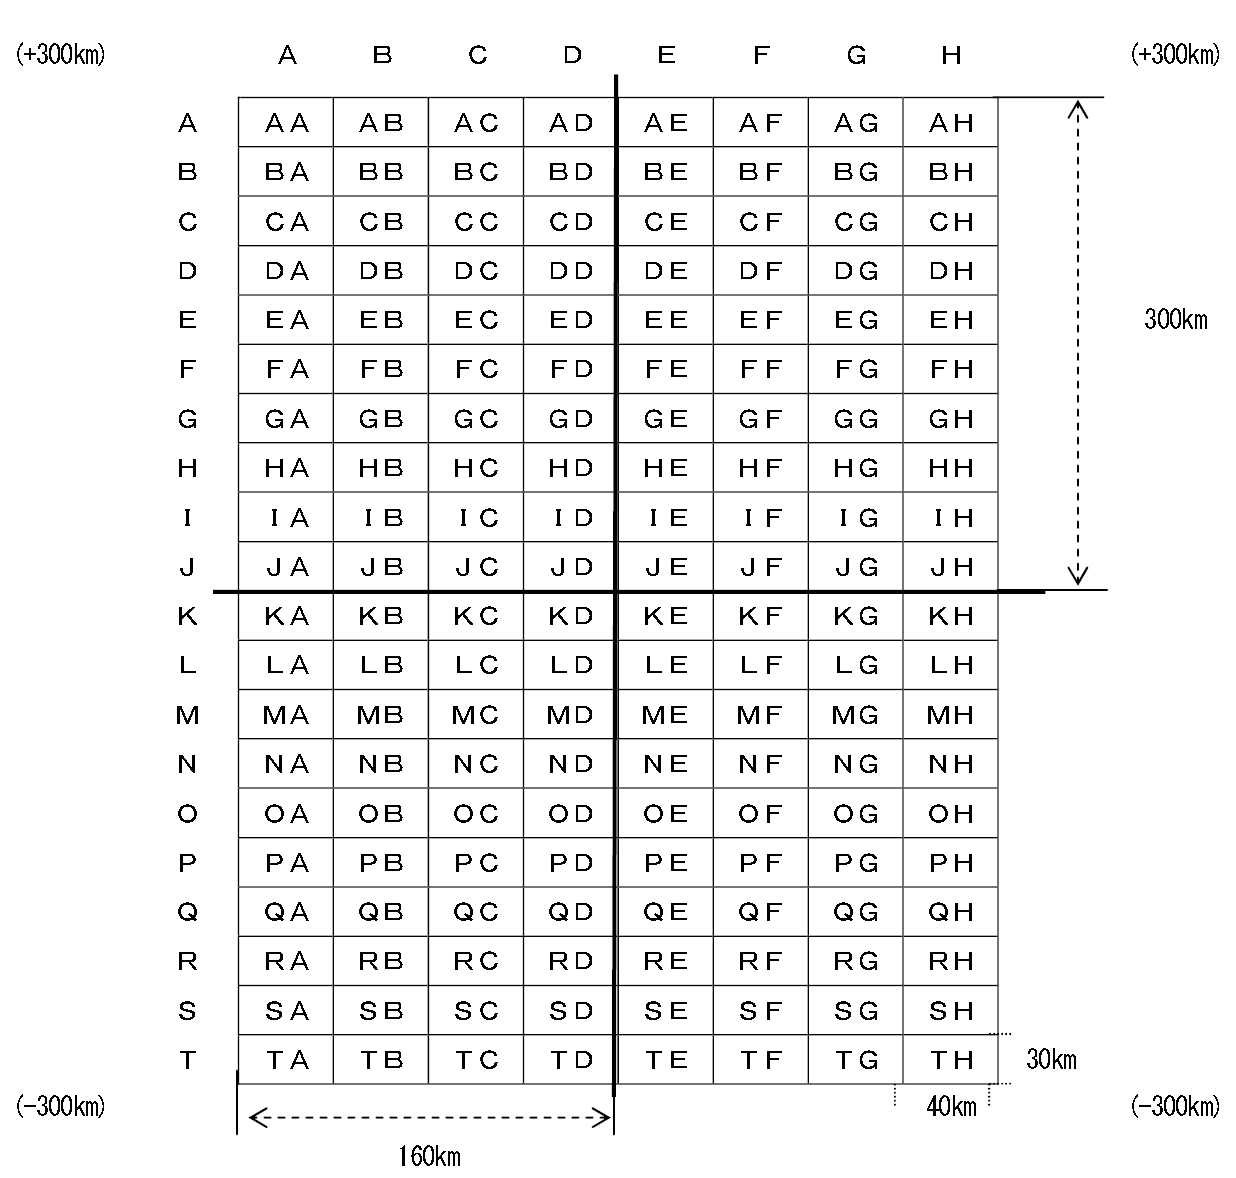 (+300km) A B C D E F G H (+300km)
A AA AB AC AD AE AF AG AH
B BA BB BC BD BE BF BG BH
C CA CB CC CD CE CF CG CH
D DA DB DC DD DE DF DG DH
E EA EB EC ED EE EF EG EH 300km
F FA FB FC FD FE FF FG FH
G GA GB GC GD GE GF GG GH
H HA HB HC HD HE HF HG HH
I IA IB IC ID IE IF IG IH
J JA JB JC JD JE JF JG JH
K KA KB KC KD KE KF KG KH
L LA LB LC LD LE LF LG LH
M MA MB MC MD ME MF MG MH
N NA NB NC ND NE NF NG NH
O OA OB OC OD OE OF OG OH
P PA PB PC PD PE PF PG PH
Q QA QB QC QD QE QF QG QH
R RA RB RC RD RE RF RG RH
S SA SB SC SD SE SF SG SH
T TA TB TC TD TE TF TG TH 30km
(-300km) 40km (-300km)
160km